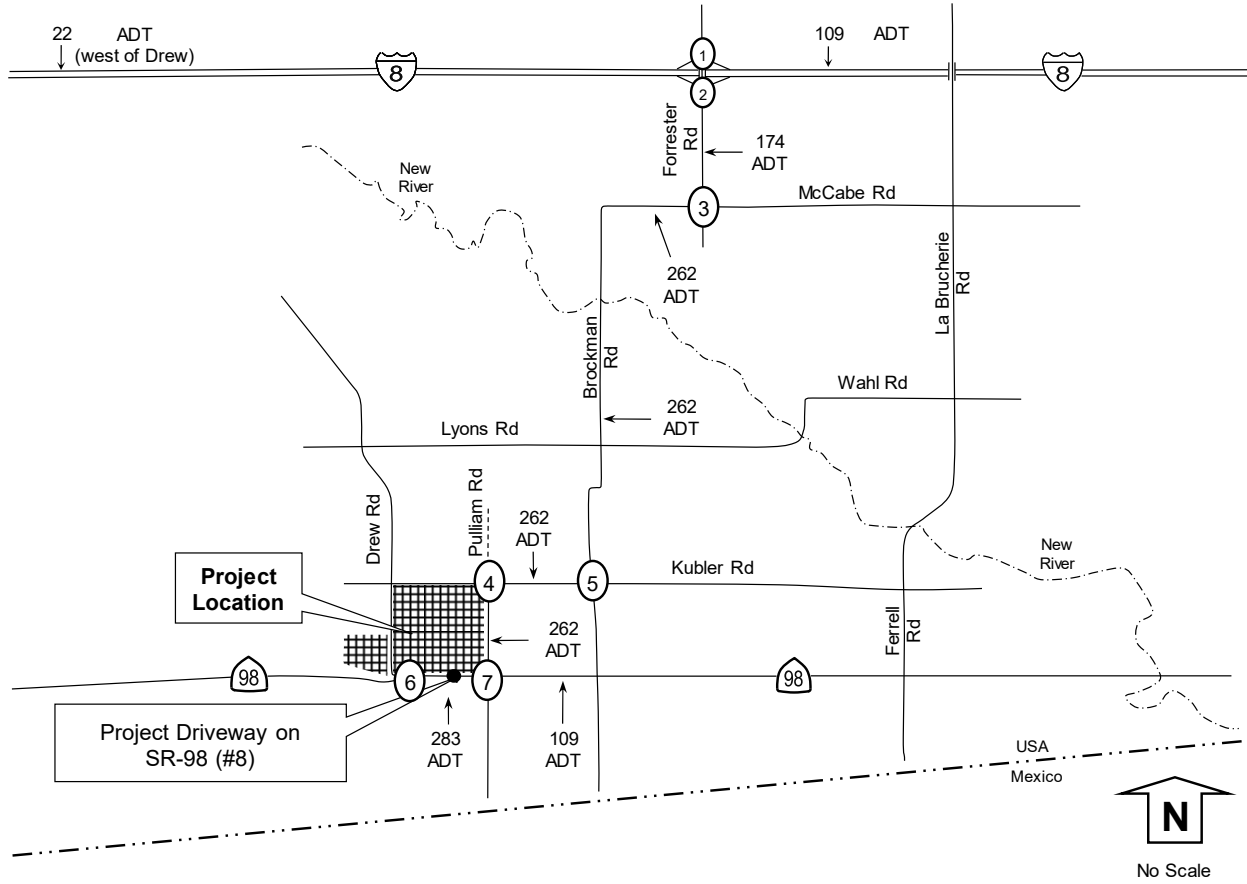 22 ADT
(west of Drew)
109 ADT
8
8
1
2
Forrester
Rd
174
ADT
New
River
3
McCabe Rd
262
ADT
La Brucherie
Rd
Brockman
Rd
Wahl Rd
262
ADT
Lyons Rd
Drew Rd
Pulliam Rd
262
ADT
New
River
Project
Location
4
5
Kubler Rd
Ferrell
Rd
262
ADT
98
6
7
98
Project Driveway on
SR-98 (#8)
283
ADT
109
ADT
USA
Mexico
N
No Scale